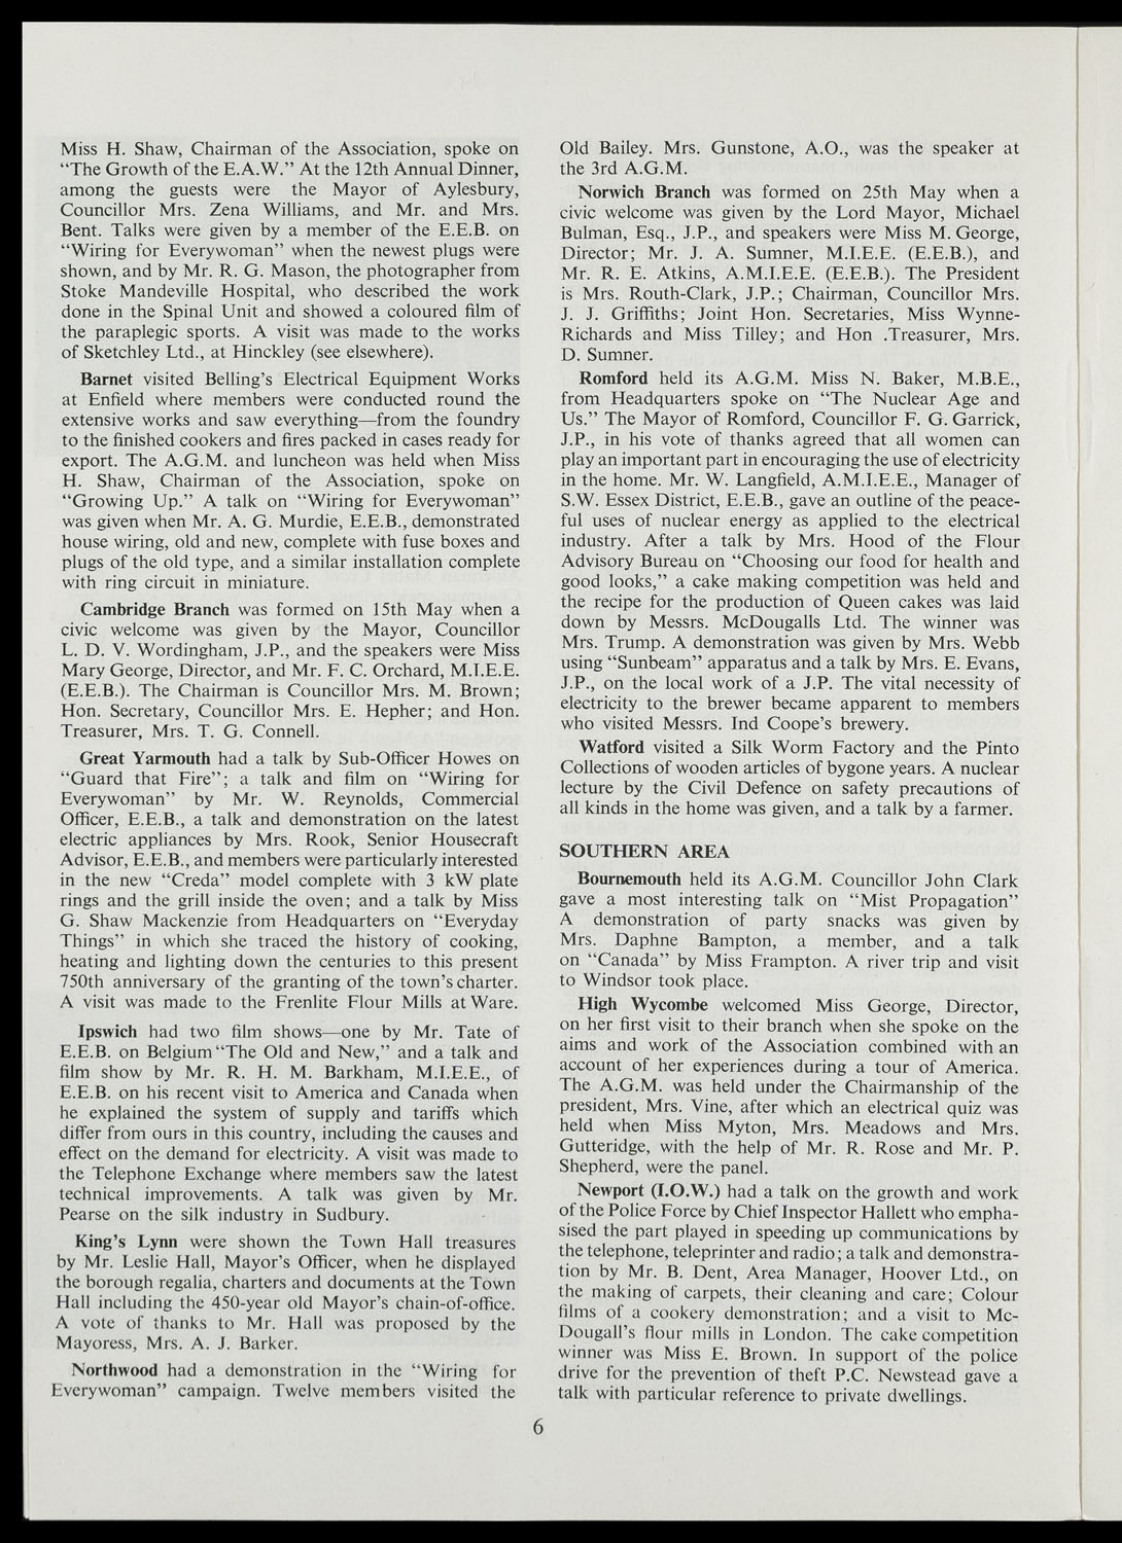 Miss H. Shaw, Chairman of the Association, spoke on
“The Growth of the E.A.W.” At the 12th Annual Dinner,
among the guests were the Mayor of Aylesbury,
Councillor Mrs. Zena Williams, and Mr. and Mrs.
Bent. Talks were given by a member of the E.E.B. on
“Wiring for Everywoman” when the newest plugs were
shown, and by Mr. R. G. Mason, the photographer from
Stoke Mandeville Hospital, who described the work
done in the Spinal Unit and showed a coloured film of
the paraplegic sports. A visit was made to the works
of Sketchley Ltd., at Hinckley (see elsewhere).
Barnet visited Belling's Electrical Equipment Works
at Enfield where members were conducted round the
extensive works and saw everything—from the foundry
to the finished cookers and fires packed in cases ready for
export. The A.G.M. and luncheon was held when Miss
H. Shaw, Chairman of the Association, spoke on
“Growing Up.” A talk on “Wiring for Everywoman”
was given when Mr. A. G. Murdie, E.E.B., demonstrated
house wiring, old and new, complete with fuse boxes and
plugs of the old type, and a similar installation complete
with ring circuit in miniature.
Cambridge Branch was formed on 15th May when a
civic welcome was given by the Mayor, Councillor
L. D. V. Wordingham, J.P., and the speakers were Miss
Mary George, Director, and Mr. F. C. Orchard, M.I.E.E.
(E.E.B.). The Chairman is Councillor Mrs. M. Brown;
Hon. Secretary, Councillor Mrs. E. Hepher; and Hon.
Treasurer, Mrs. T. G. Connell.
Great Yarmouth had a talk by Sub-Officer Howes on
“Guard that Fire”; a talk and film on “Wiring for
Everywoman” by Mr. W. Reynolds, Commercial
Officer, E.E.B., a talk and demonstration on the latest
electric appliances by Mrs. Rook, Senior Housecraft
Advisor, E.E.B., and members were particularly interested
in the new “Creda” model complete with 3 kW plate
rings and the grill inside the oven; and a talk by Miss
G. Shaw Mackenzie from Headquarters on “Everyday
Things” in which she traced the history of cooking,
heating and lighting down the centuries to this present
750th anniversary of the granting of the town's charter.
A visit was made to the Frenlite Flour Mills at Ware.
Ipswich had two film shows—one by Mr. Tate of
E.E.B. on Belgium “The Old and New,” and a talk and
film show by Mr. R. H. M. Barkham, M.I.E.E., of
E.E.B. on his recent visit to America and Canada when
he explained the system of supply and tariffs which
differ from ours in this country, including the causes and
effect on the demand for electricity. A visit was made to
the Telephone Exchange where members saw the latest
technical improvements. A talk was given by Mr.
Pearse on the silk industry in Sudbury.
King's Lynn were shown the Town Hall treasures
by Mr. Leslie Hall, Mayor's Officer, when he displayed
the borough regalia, charters and documents at the Town
Hall including the 450-year old Mayor's chain-of-office.
A vote of thanks to Mr. Hall was proposed by the
Mayoress, Mrs. A. J. Barker.
Northwood had a demonstration in the “Wiring for
Everywoman” campaign. Twelve members visited the
Old Bailey. Mrs. Gunstone, A.O., was the speaker at
the 3rd A.G.M.
Norwich Branch was formed on 25th May when a
civic welcome was given by the Lord Mayor, Michael
Bulman, Esq., J.P., and speakers were Miss M. George,
Director; Mr. J. A. Sumner, M.I.E.E. (E.E.B.), and
Mr. R. E. Atkins, A.M.I.E.E. (E.E.B.). The President
is Mrs. Routh-Clark, J.P.; Chairman, Councillor Mrs.
J. J. Griffiths; Joint Hon. Secretaries, Miss Wynne-
Richards and Miss Tilley; and Hon .Treasurer, Mrs.
D. Sumner.
Romford held its A.G.M. Miss N. Baker, M.B.E.,
from Headquarters spoke on “The Nuclear Age and
Us.” The Mayor of Romford, Councillor F. G. Garrick,
J.P., in his vote of thanks agreed that all women can
play an important part in encouraging the use of electricity
in the home. Mr. W. Langfield, A.M.I.E.E., Manager of
S.W. Essex District, E.E.B., gave an outline of the peace-
ful uses of nuclear energy as applied to the electrical
industry. After a talk by Mrs. Hood of the Flour
Advisory Bureau on “Choosing our food for health and
good looks,” a cake making competition was held and
the recipe for the production of Queen cakes was laid
down by Messrs. McDougalls Ltd. The winner was
Mrs. Trump. A demonstration was given by Mrs. Webb
using “Sunbeam” apparatus and a talk by Mrs. E. Evans,
J.P., on the local work of a J.P. The vital necessity of
electricity to the brewer became apparent to members
who visited Messrs. Ind Coope's brewery.
Watford visited a Silk Worm Factory and the Pinto
Collections of wooden articles of bygone years. A nuclear
lecture by the Civil Defence on safety precautions of
all kinds in the home was given, and a talk by a farmer.
SOUTHERN AREA
Bournemouth held its A.G.M. Councillor John Clark
gave a most interesting talk on “Mist Propagation”
A demonstration of party snacks was given by
Mrs. Daphne Bampton, a member, and a talk
on “Canada” by Miss Frampton. A river trip and visit
to Windsor took place.
High Wycombe welcomed Miss George, Director,
on her first visit to their branch when she spoke on the
aims and work of the Association combined with an
account of her experiences during a tour of America.
The A.G.M. was held under the Chairmanship of the
president, Mrs. Vine, after which an electrical quiz was
held when Miss Myton, Mrs. Meadows and Mrs.
Gutteridge, with the help of Mr. R. Rose and Mr. P.
Shepherd, were the panel.
Newport (I.O.W.) had a talk on the growth and work
of the Police Force by Chief Inspector Hallett who empha-
sised the part played in speeding up communications by
the telephone, teleprinter and radio; a talk and demonstra-
tion by Mr. B. Dent, Area Manager, Hoover Ltd., on
the making of carpets, their cleaning and care; Colour
films of a cookery demonstration; and a visit to Mc-
Dougall's flour mills in London. The cake competition
winner was Miss E. Brown. In support of the police
drive for the prevention of theft P.C. Newstead gave a
talk with particular reference to private dwellings.
6